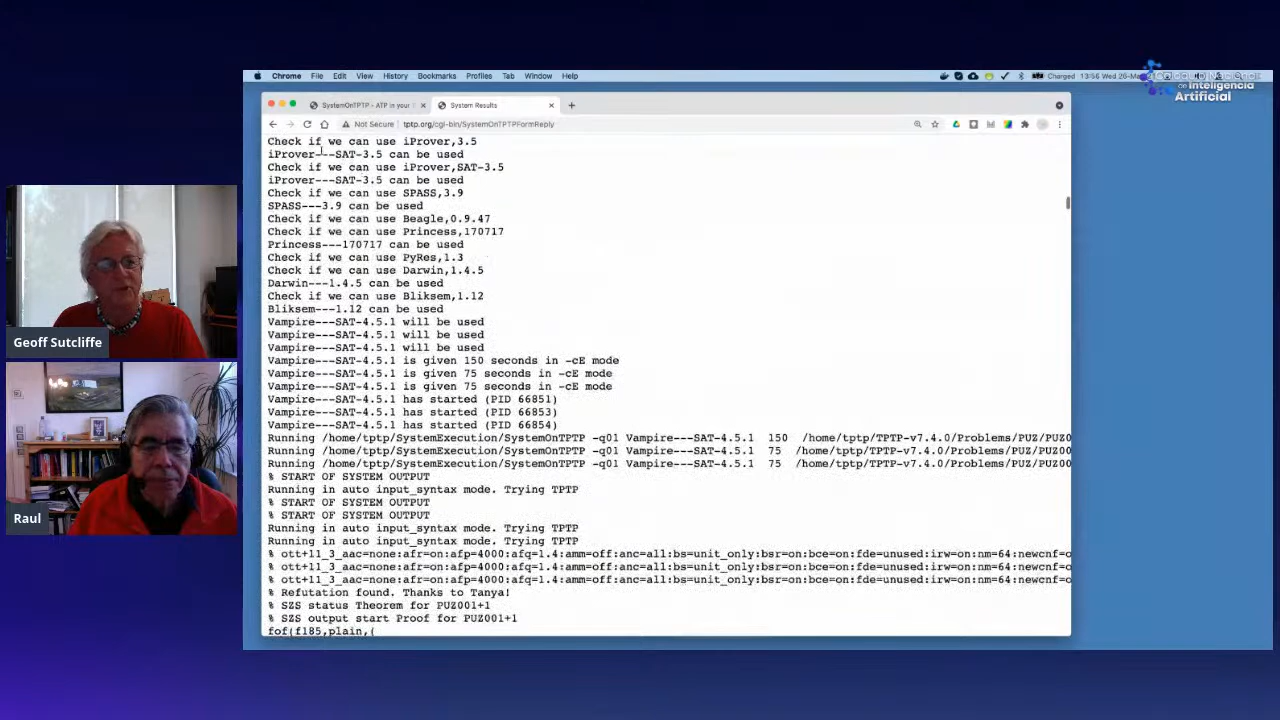 Chrome File Edit View History Bookmarks Profiles Tab Window Help
Charged 13:56 Wed 26-Ma
Inteligencia
Artificial
SystemOnTPTP - ATP in your
System Results
Not Secure | tptp.org/cgi-bin/SystemOnTPTPFormReply
Check if we can use iProver,3.5
iProver---SAT-3.5 can be used
Check if we can use iProver,SAT-3.5
iProver---SAT-3.5 can be used
Check if we can use SPASS,3.9
SPASS---3.9 can be used
Check if we can use Beagle,0.9.47
Check if we can use Princess,170717
Princess---170717 can be used
Check if we can use PyRes,1.3
Check if we can use Darwin,1.4.5
Darwin---1.4.5 can be used
Check if we can use Bliksem,1.12
Bliksem---1.12 can be used
Vampire---SAT-4.5.1 will be used
Vampire---SAT-4.5.1 will be used
Vampire---SAT-4.5.1 will be used
Vampire---SAT-4.5.1 is given 150 seconds in -cE mode
Vampire---SAT-4.5.1 is given 75 seconds in -cE mode
Vampire---SAT-4.5.1 is given 75 seconds in -cE mode
Vampire---SAT-4.5.1 has started (PID 66851)
Vampire---SAT-4.5.1 has started (PID 66853)
Vampire---SAT-4.5.1 has started (PID 66854)
Running /home/tptp/SystemExecution/SystemOnTPTP -q01 Vampire---SAT-4.5.1 150 /home/tptp/TPTP-v7.4.0/Problems/PUZ/PUZ0
Running /home/tptp/SystemExecution/SystemOnTPTP -q01 Vampire---SAT-4.5.1 75 /home/tptp/TPTP-v7.4.0/Problems/PUZ/PUZ00
Running /home/tptp/SystemExecution/SystemOnTPTP -q01 Vampire---SAT-4.5.1 75 /home/tptp/TPTP-v7.4.0/Problems/PUZ/PUZ00
% START OF SYSTEM OUTPUT
Running in auto input_syntax mode. Trying TPTP
% START OF SYSTEM OUTPUT
% START OF SYSTEM OUTPUT
Running in auto input_syntax mode. Trying TPTP
Running in auto input_syntax mode. Trying TPTP
% ott+11_3_aac=none:afr=on:afp=4000:afq=1.4:amm=off:anc=all:bs=unit_only:bsr=on:bce=on:fde=unused:irw=on:nm=64:newcnf=o
% ott+11_3_aac=none:afr=on:afp=4000:afq=1.4:amm=off:anc=all:bs=unit_only:bsr=on:bce=on:fde=unused:irw=on:nm=64:newcnf=o
% ott+11_3_aac=none:afr=on:afp=4000:afq=1.4:amm=off:anc=all:bs=unit_only:bsr=on:bce=on:fde=unused:irw=on:nm=64:newcnf=o
% Refutation found. Thanks to Tanya!
% SZS status Theorem for PUZ001+1
% SZS output start Proof for PUZ001+1
fof(f185,plain,(
Geoff Sutcliffe
Raul